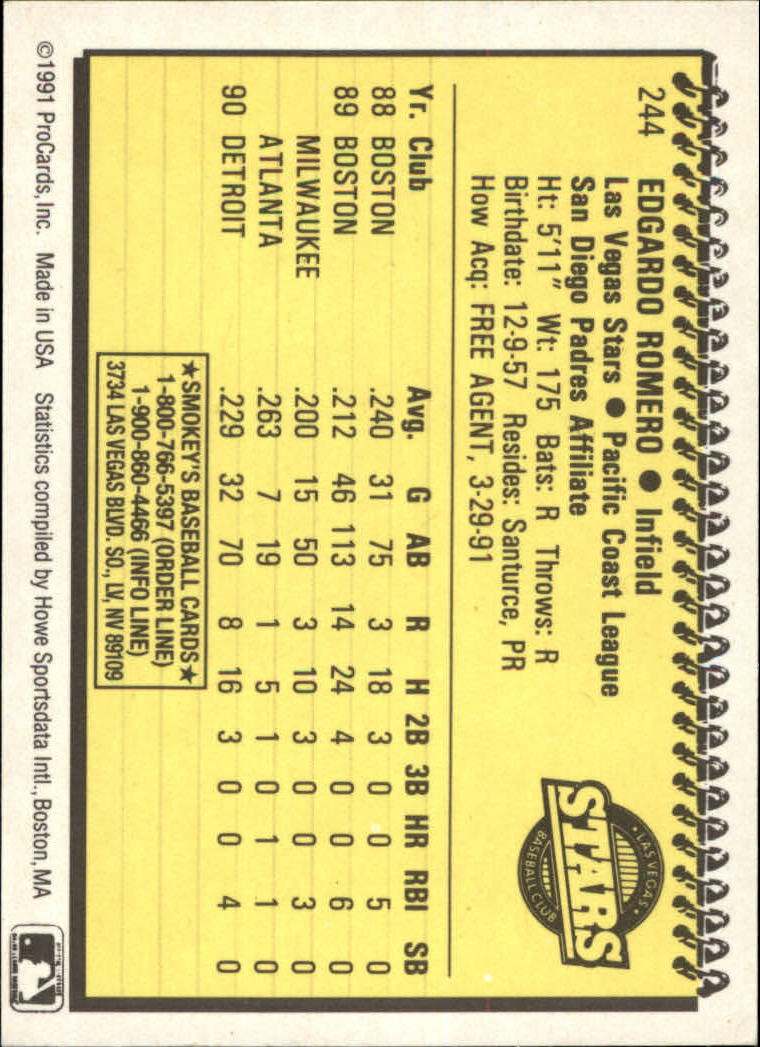 244 EDGARDO ROMERO ● Infield
Las Vegas Stars ● Pacific Coast League
San Diego Padres Affiliate
Ht: 5'11" Wt: 175 Bats: R Throws: R
Birthdate: 12-9-57 Resides: Santurce, PR
How Acq: FREE AGENT, 3-29-91
LAS VEGAS
STARS
BASEBALL CLUB
Yr. Club Avg. G AB R H 2B 3B HR RBI SB
88 BOSTON .240 31 75 3 18 3 0 0 5 0
89 BOSTON .212 46 113 14 24 4 0 0 6 0
MILWAUKEE .200 15 50 3 10 3 0 0 3 0
ATLANTA .263 7 19 1 5 1 0 1 1 0
90 DETROIT .229 32 70 8 16 3 0 0 4 0
★SMOKEY'S BASEBALL CARDS★
1-800-766-5397 (ORDER LINE)
1-900-860-4466 (INFO LINE)
3734 LAS VEGAS BLVD. SO., LV, NV 89109
©1991 ProCards, Inc. Made in USA Statistics compiled by Howe Sportsdata Intl., Boston, MA